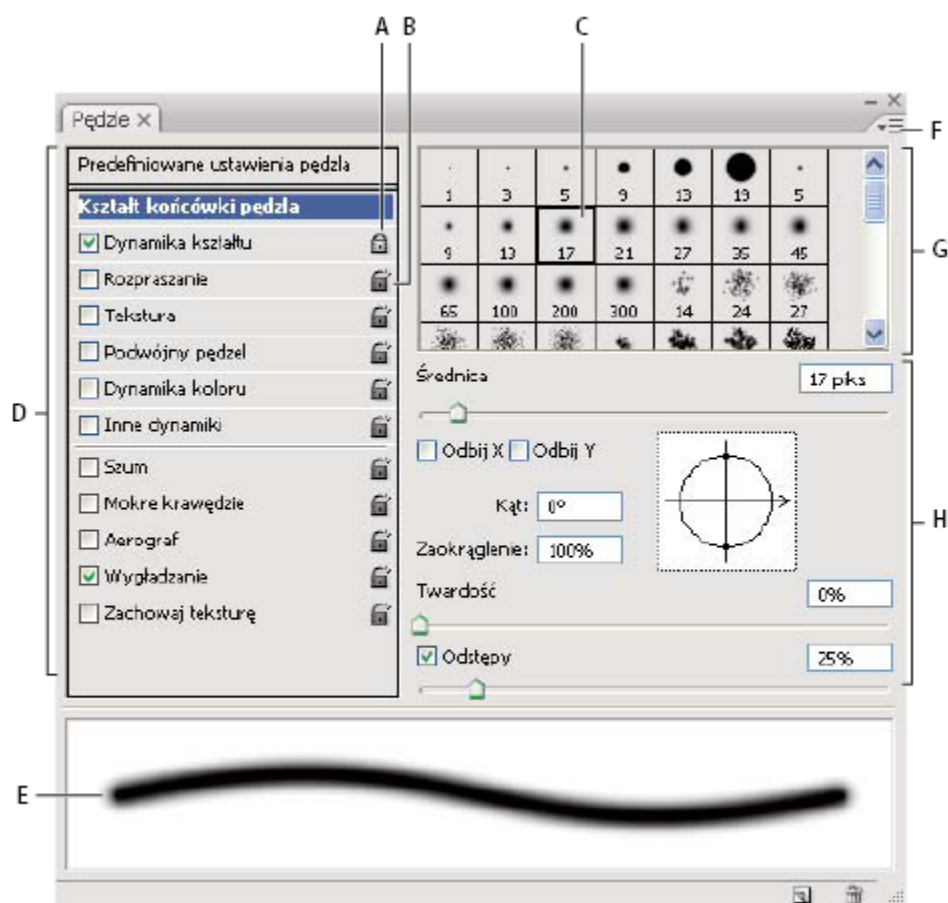 A B C
Pędzle
F
Predefiniowane ustawienia pędzla
Kształt końcówki pędzla
Dynamika kształtu
Rozpraszanie
Tekstura
Podwójny pędzel
Dynamika koloru
Inne dynamiki
Szum
Mokre krawędzie
Aerograf
Wygładzanie
Zachowaj teksturę
D
1 3 5 9 13 19 5
9 13 17 21 27 35 45
65 100 200 300 14 24 27
G
Średnica 17 piks
Odbij X Odbij Y
Kąt: 0º
Zaokrąglenie: 100%
Twardość 0%
Odstępy 25%
H
E